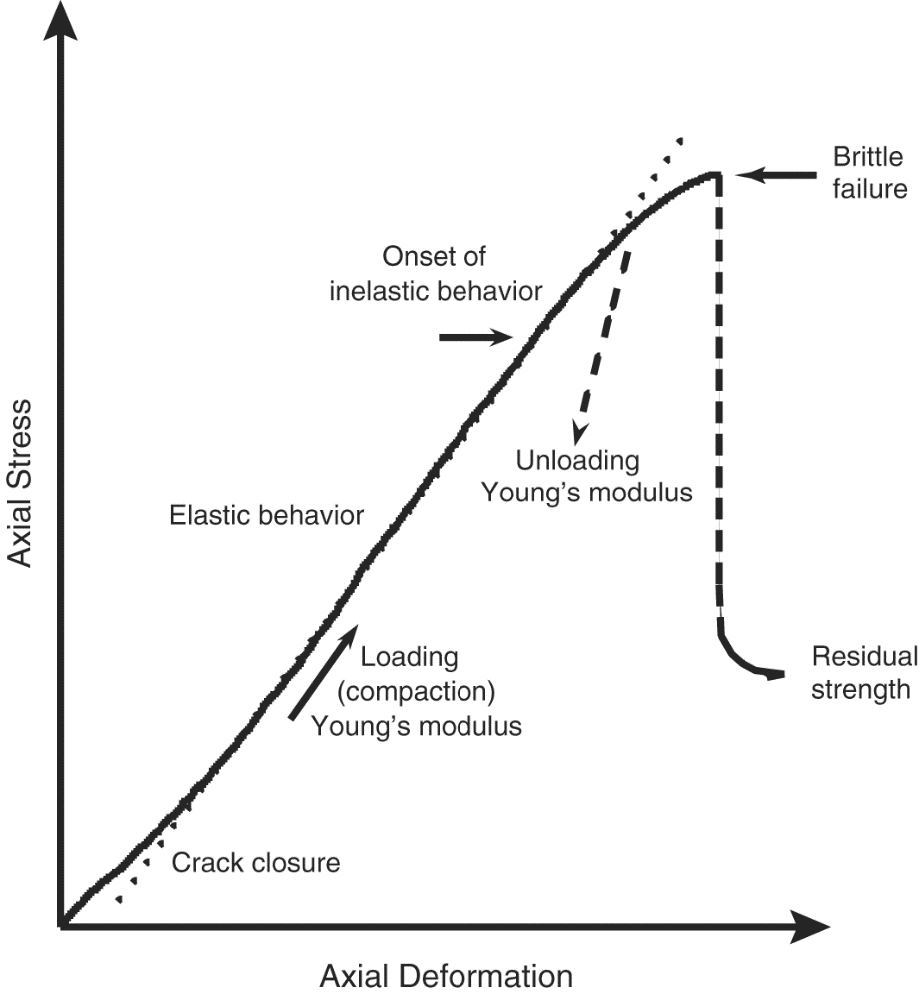 Brittle
failure
Onset of
inelastic behavior
Unloading
Young's modulus
Axial Stress
Elastic behavior
Loading
(compaction)
Young's modulus
Residual
strength
Crack closure
Axial Deformation